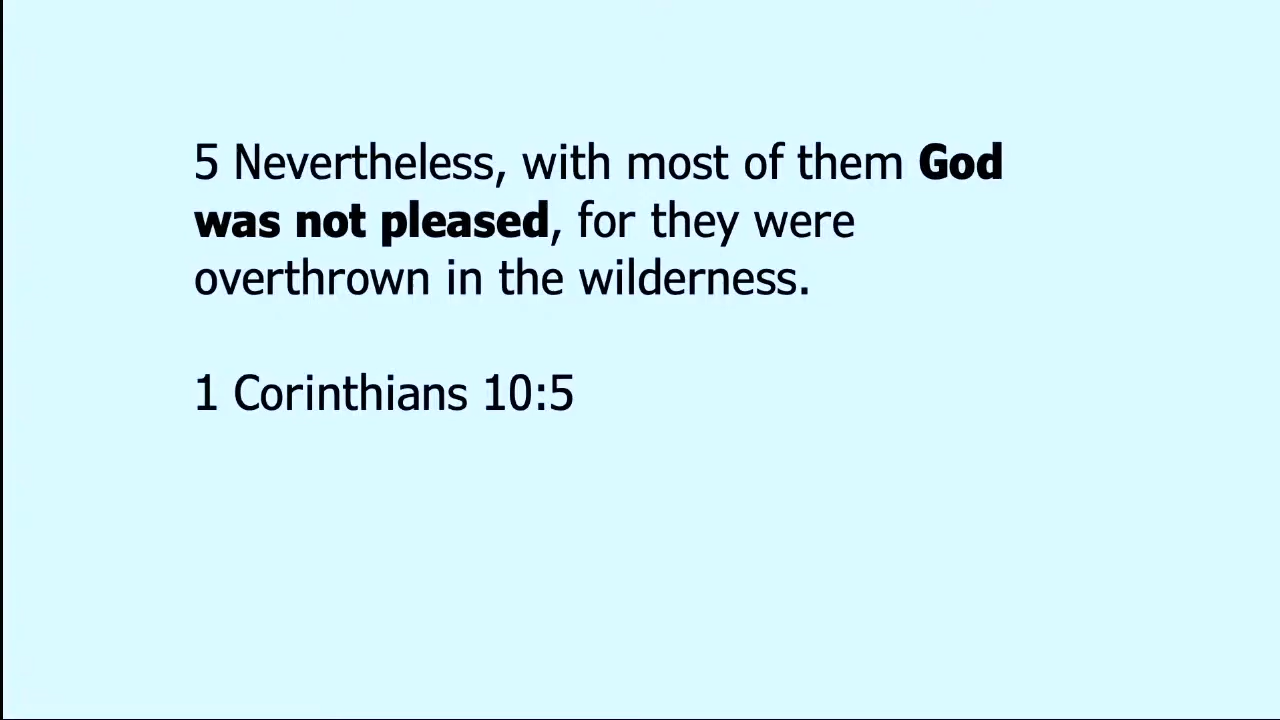 5 Nevertheless, with most of them God
was not pleased, for they were
overthrown in the wilderness.
1 Corinthians 10:5